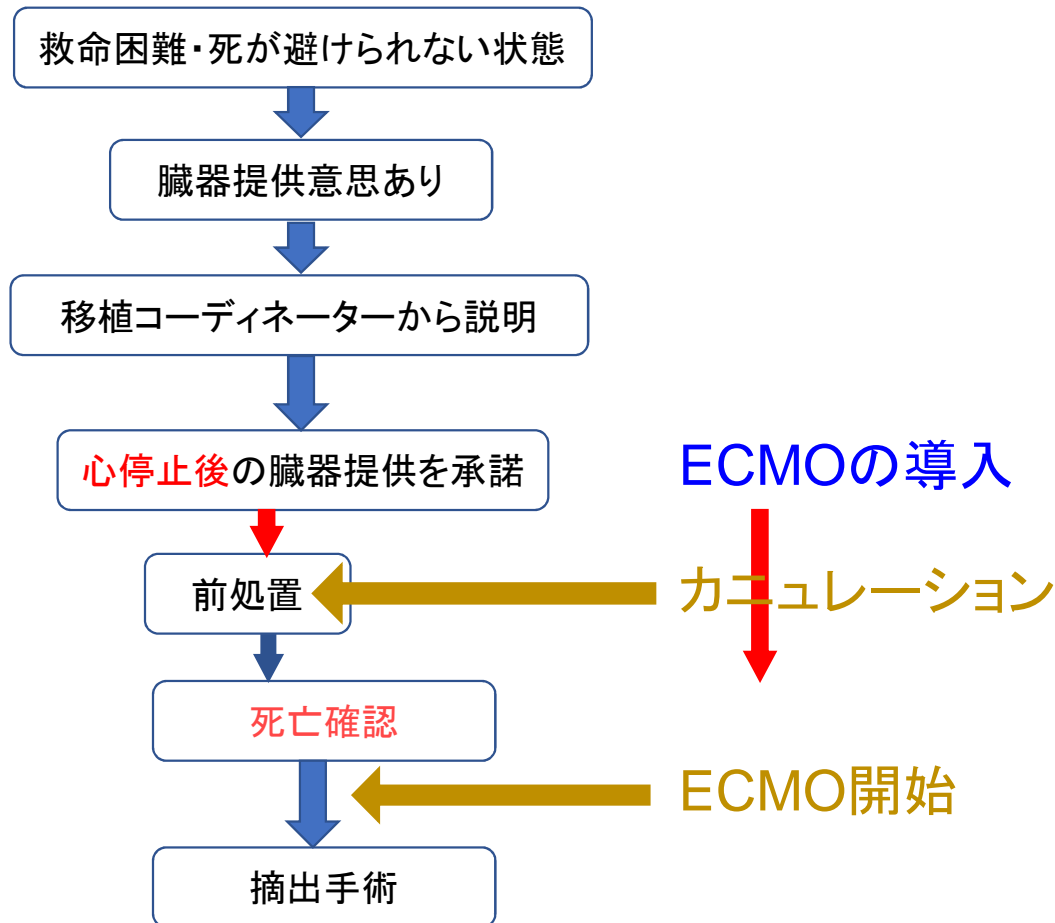 救命困難・死が避けられない状態
臓器提供意思あり
移植コーディネーターから説明
心停止後の臓器提供を承諾
ECMOの導入
前処置
カニュレーション
死亡確認
ECMO開始
摘出手術